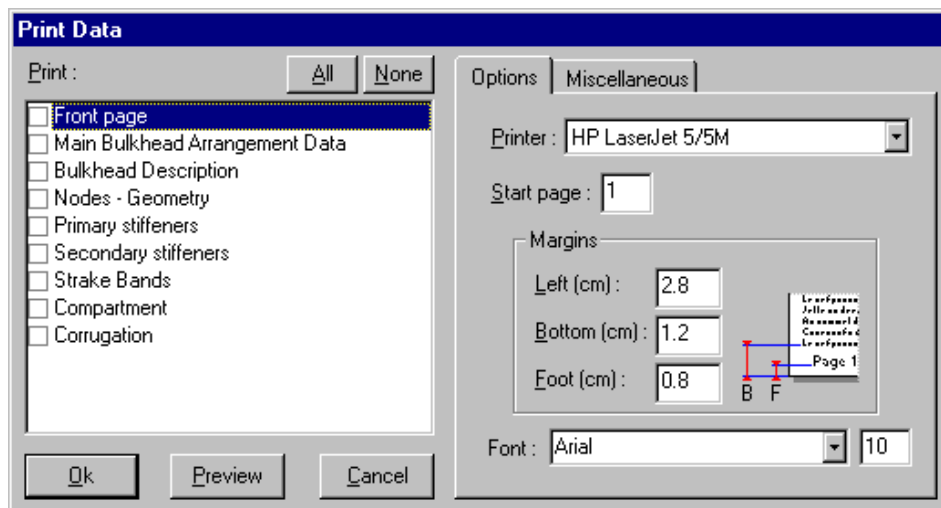 Print Data
Print :
All
None
Front page
Main Bulkhead Arrangement Data
Bulkhead Description
Nodes - Geometry
Primary stiffeners
Secondary stiffeners
Strake Bands
Compartment
Corrugation
Ok
Preview
Cancel
Options
Miscellaneous
Printer : HP LaserJet 5/5M
Start page : 1
Margins
Left (cm) : 2.8
Bottom (cm) : 1.2
Foot (cm) : 0.8
Page 1
B F
Font : Arial 10